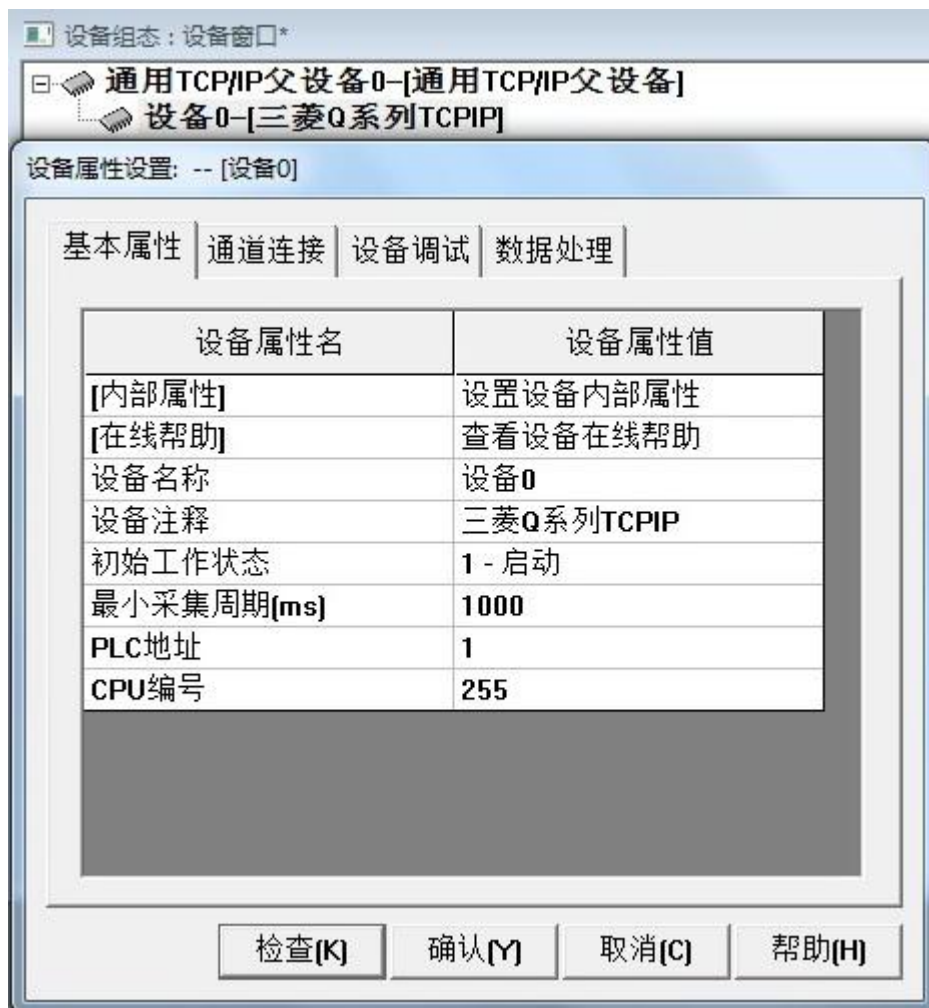 设备组态:设备窗口*
通用TCP/IP父设备0-[通用TCP/IP父设备]
设备0-[三菱Q系列TCPIP]
设备属性设置: -- [设备0]
基本属性 通道连接 设备调试 数据处理
设备属性名 设备属性值
[内部属性] 设置设备内部属性
[在线帮助] 查看设备在线帮助
设备名称 设备0
设备注释 三菱Q系列TCPIP
初始工作状态 1 - 启动
最小采集周期(ms) 1000
PLC地址 1
CPU编号 255
检查(K) 确认(Y) 取消(C) 帮助(H)